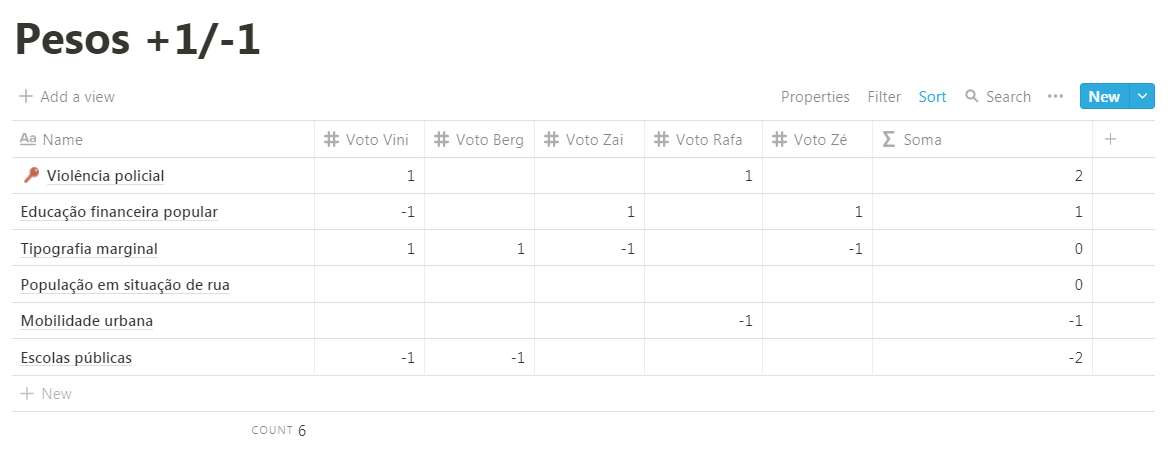 Pesos +1/-1
Add a view Properties Filter Sort Search ••• New
Aa Name # Voto Vini # Voto Berg # Voto Zai # Voto Rafa # Voto Zé Σ Soma +
Violência policial 1 1 2
Educação financeira popular -1 1 1 1
Tipografia marginal 1 1 -1 -1 0
População em situação de rua 0
Mobilidade urbana -1 -1
Escolas públicas -1 -1 -2
+ New
COUNT 6